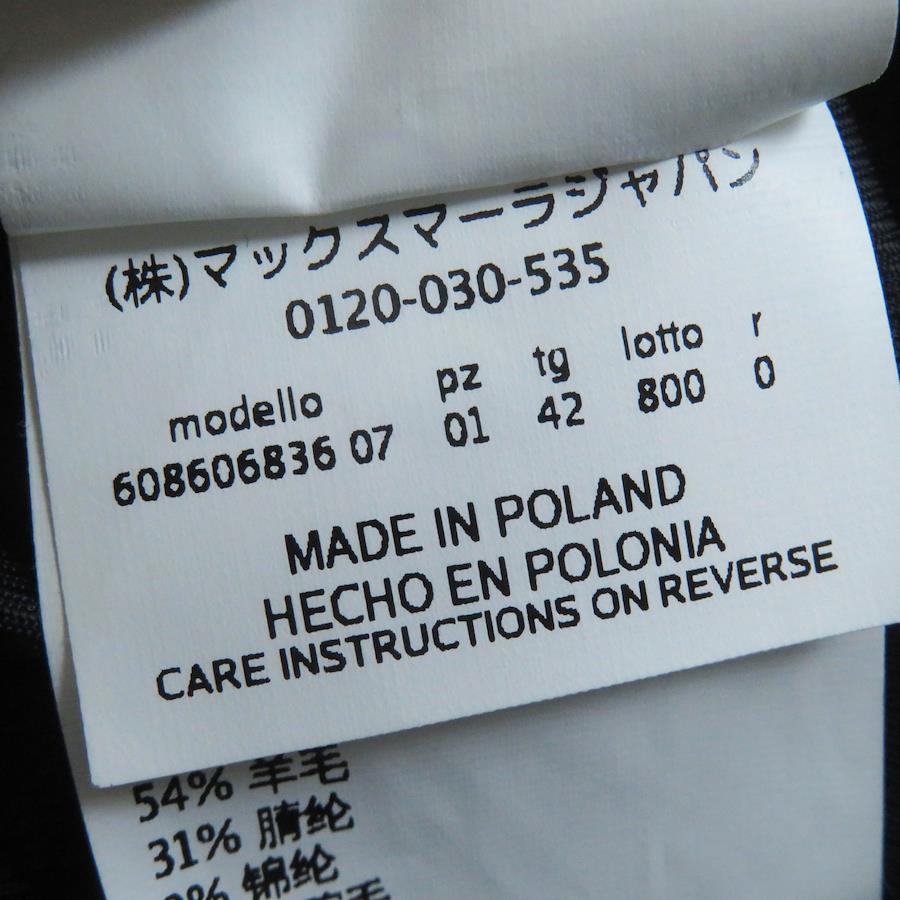 (株)マックスマーラジャパン
0120-030-535
modello pz tg lotto r
608606836 07 01 42 800 0
MADE IN POLAND
HECHO EN POLONIA
CARE INSTRUCTIONS ON REVERSE
54% 羊毛
31% 腈纶
锦纶